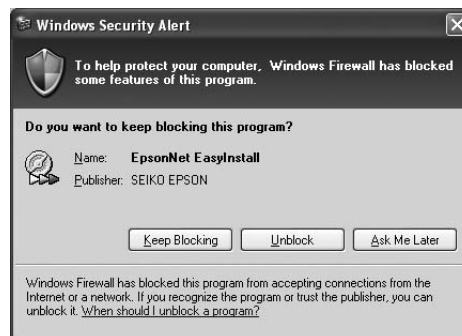 Windows Security Alert
To help protect your computer, Windows Firewall has blocked
some features of this program.
Do you want to keep blocking this program?
Name: EpsonNet EasyInstall
Publisher: SEIKO EPSON
Keep Blocking Unblock Ask Me Later
Windows Firewall has blocked this program from accepting connections from the
Internet or a network. If you recognize the program or trust the publisher, you can
unblock it. When should I unblock a program?